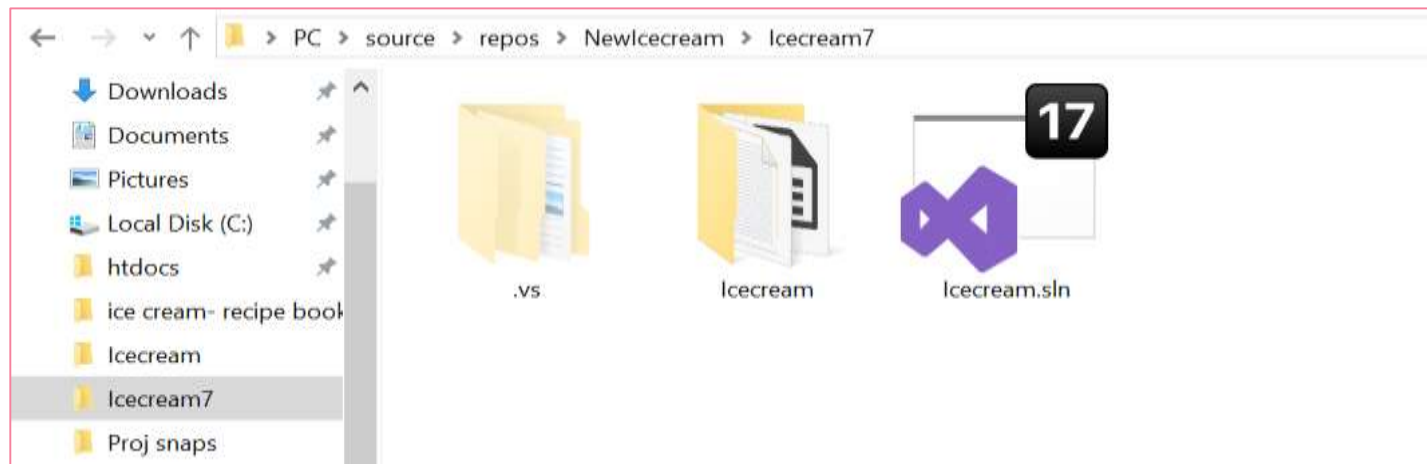 PC > source > repos > NewIcecream > Icecream7
Downloads
Documents
Pictures
Local Disk (C:)
htdocs
ice cream- recipe book
Icecream
Icecream7
Proj snaps
17
.vs
Icecream
Icecream.sln